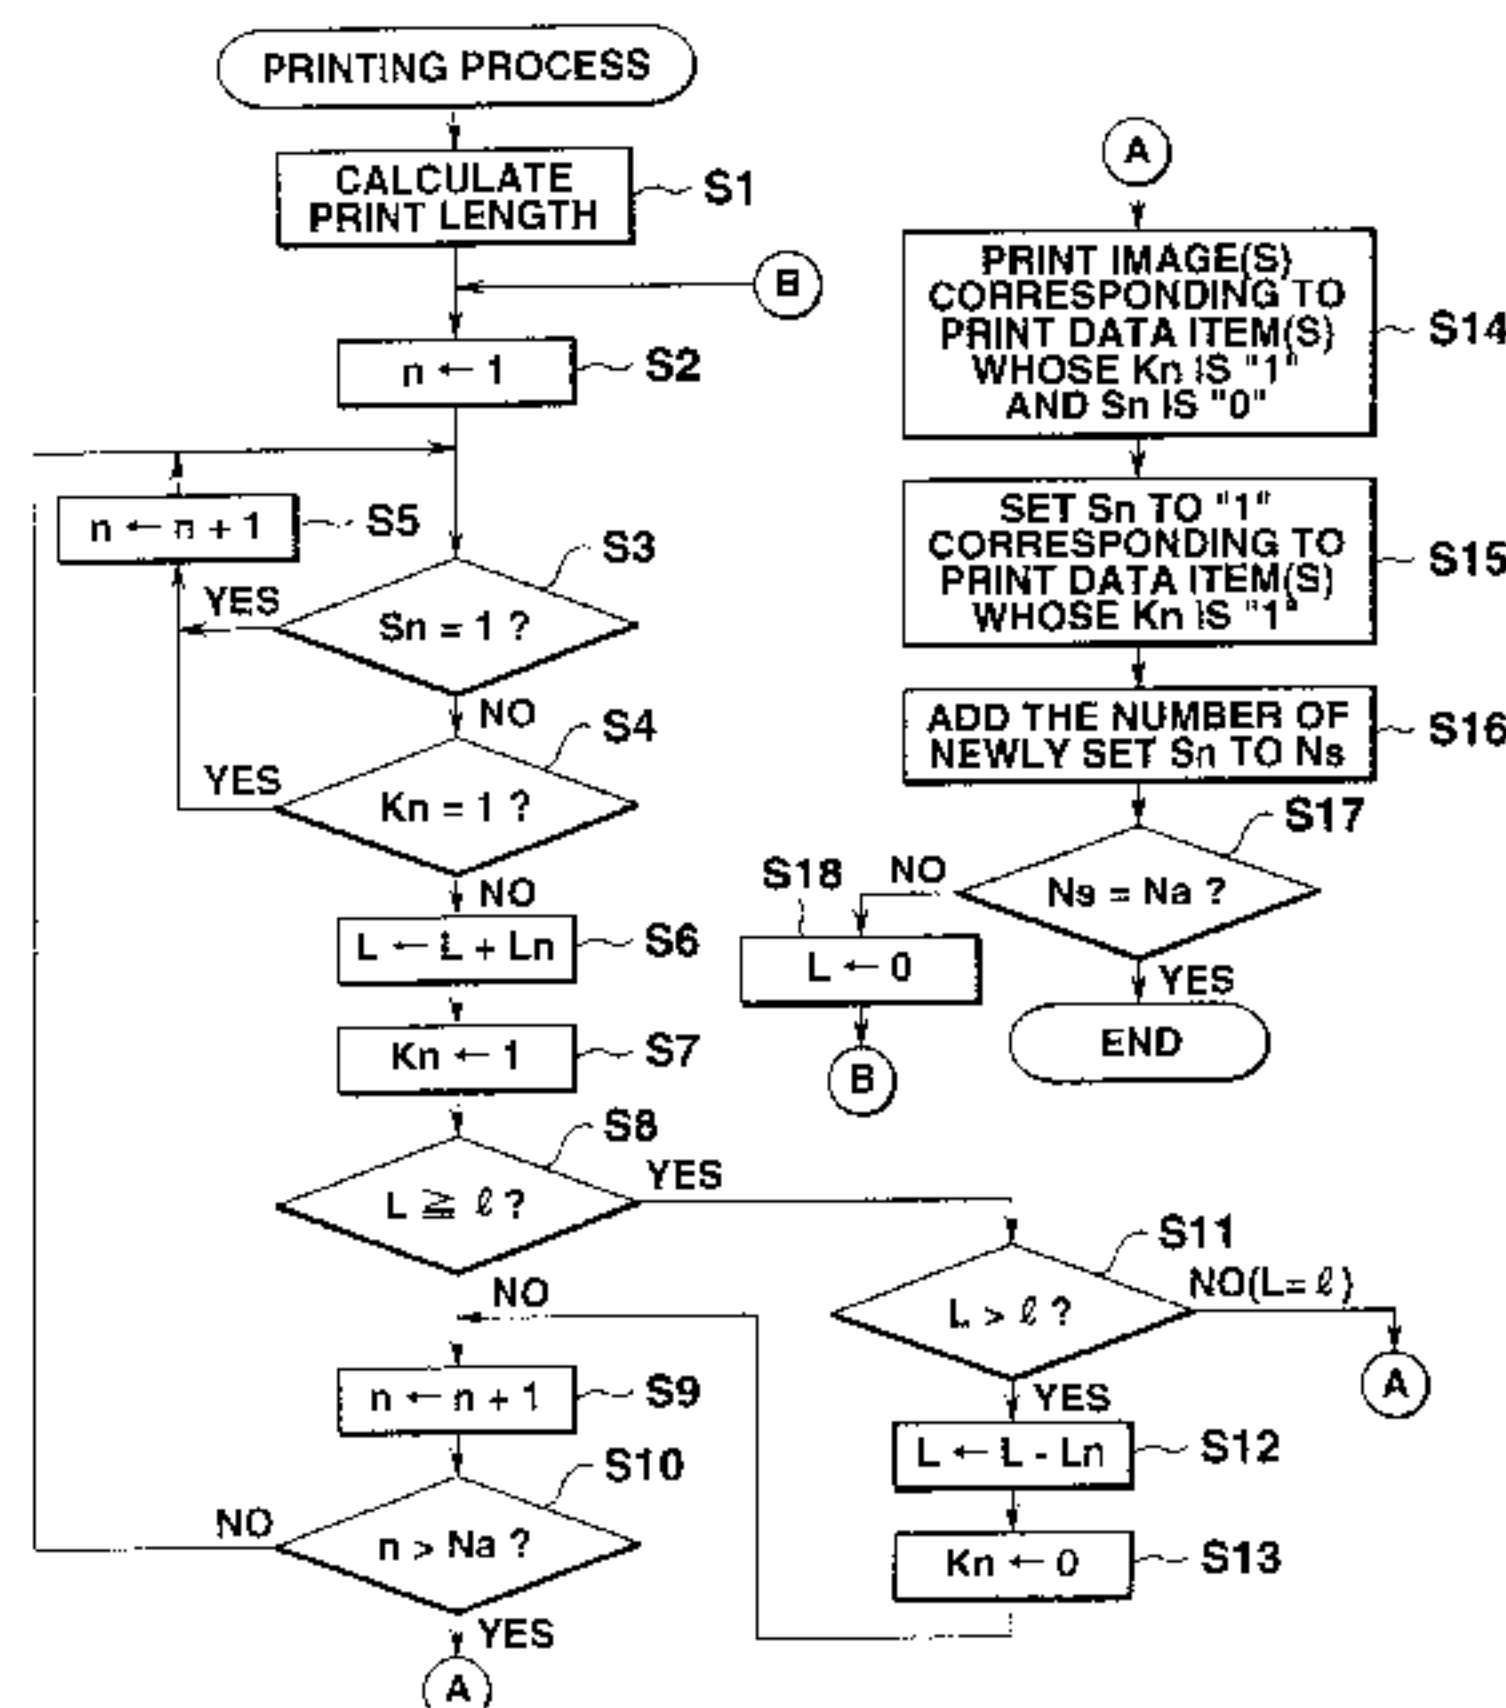 PRINTING PROCESS
CALCULATE
PRINT LENGTH
S1
B
n ← 1
S2
n ← n + 1
S5
S3
YES
Sn = 1 ?
NO
S4
YES
Kn = 1 ?
NO
L ← L + Ln
S6
Kn ← 1
S7
S8
YES
L ≧ ℓ ?
NO
n ← n + 1
S9
S10
NO
n > Na ?
YES
A
S11
NO(L= ℓ)
L > ℓ ?
A
YES
L ← L - Ln
S12
Kn ← 0
S13
A
PRINT IMAGE(S)
CORRESPONDING TO
PRINT DATA ITEM(S)
WHOSE Kn IS "1"
AND Sn IS "0"
S14
SET Sn TO "1"
CORRESPONDING TO
PRINT DATA ITEM(S)
WHOSE Kn IS "1"
S15
ADD THE NUMBER OF
NEWLY SET Sn TO Ns
S16
S17
NO
Ns = Na ?
S18
L ← 0
YES
END
B